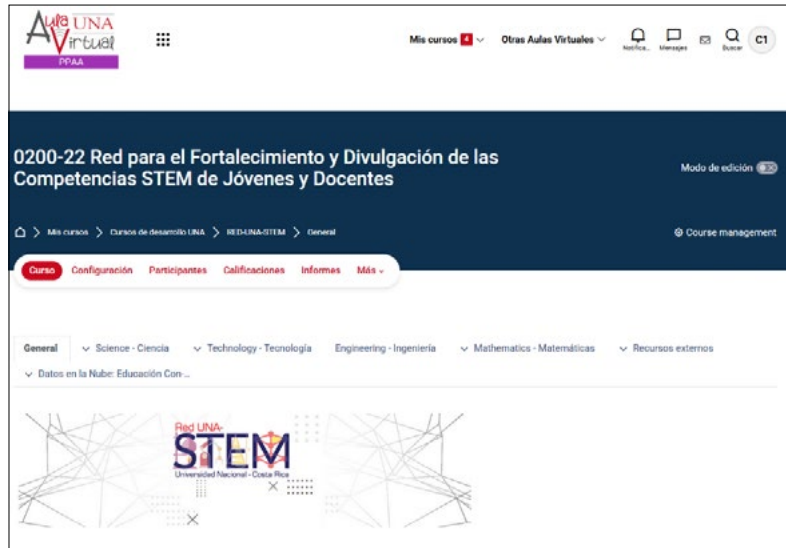 Aula UNA
Virtual
PPAA
Mis cursos 4
Otras Aulas Virtuales
Notifica...
Mensajes
Buscar
C1
0200-22 Red para el Fortalecimiento y Divulgación de las
Competencias STEM de Jóvenes y Docentes
Modo de edición
Mis cursos > Cursos de desarrollo UNA > RED-UNA-STEM > General
Course management
Curso Configuración Participantes Calificaciones Informes Más
General Science - Ciencia Technology - Tecnología Engineering - Ingeniería Mathematics - Matemáticas Recursos externos
Datos en la Nube: Educación Con-...
Red UNA-
STEM
Universidad Nacional - Costa Rica